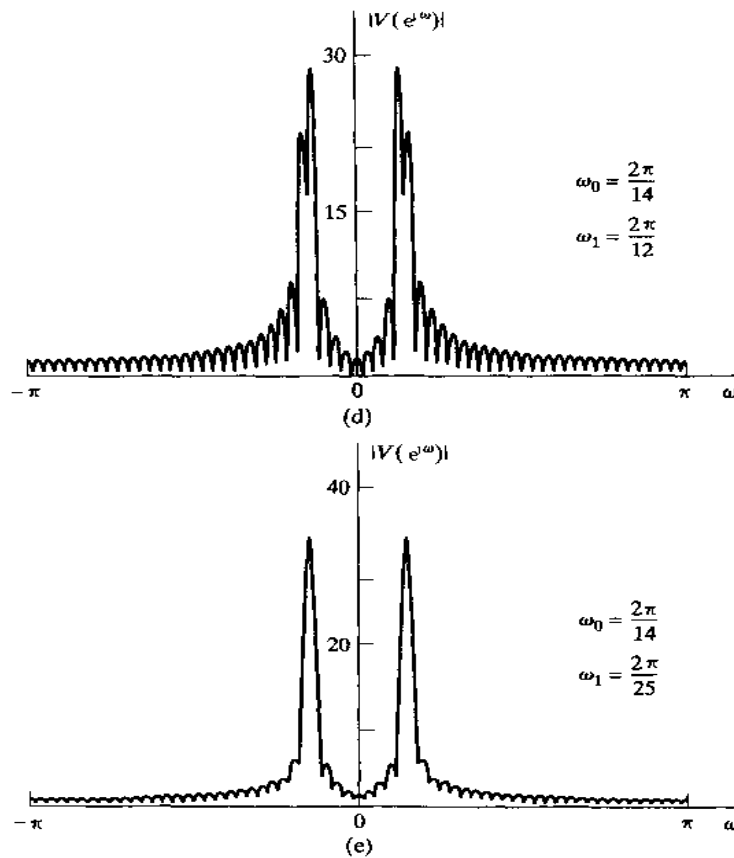 |V(e^{jω})|
30
15
ω₀ = 2π/14
ω₁ = 2π/12
−π 0 π ω
(d)
|V(e^{jω})|
40
20
ω₀ = 2π/14
ω₁ = 2π/25
−π 0 π ω
(e)